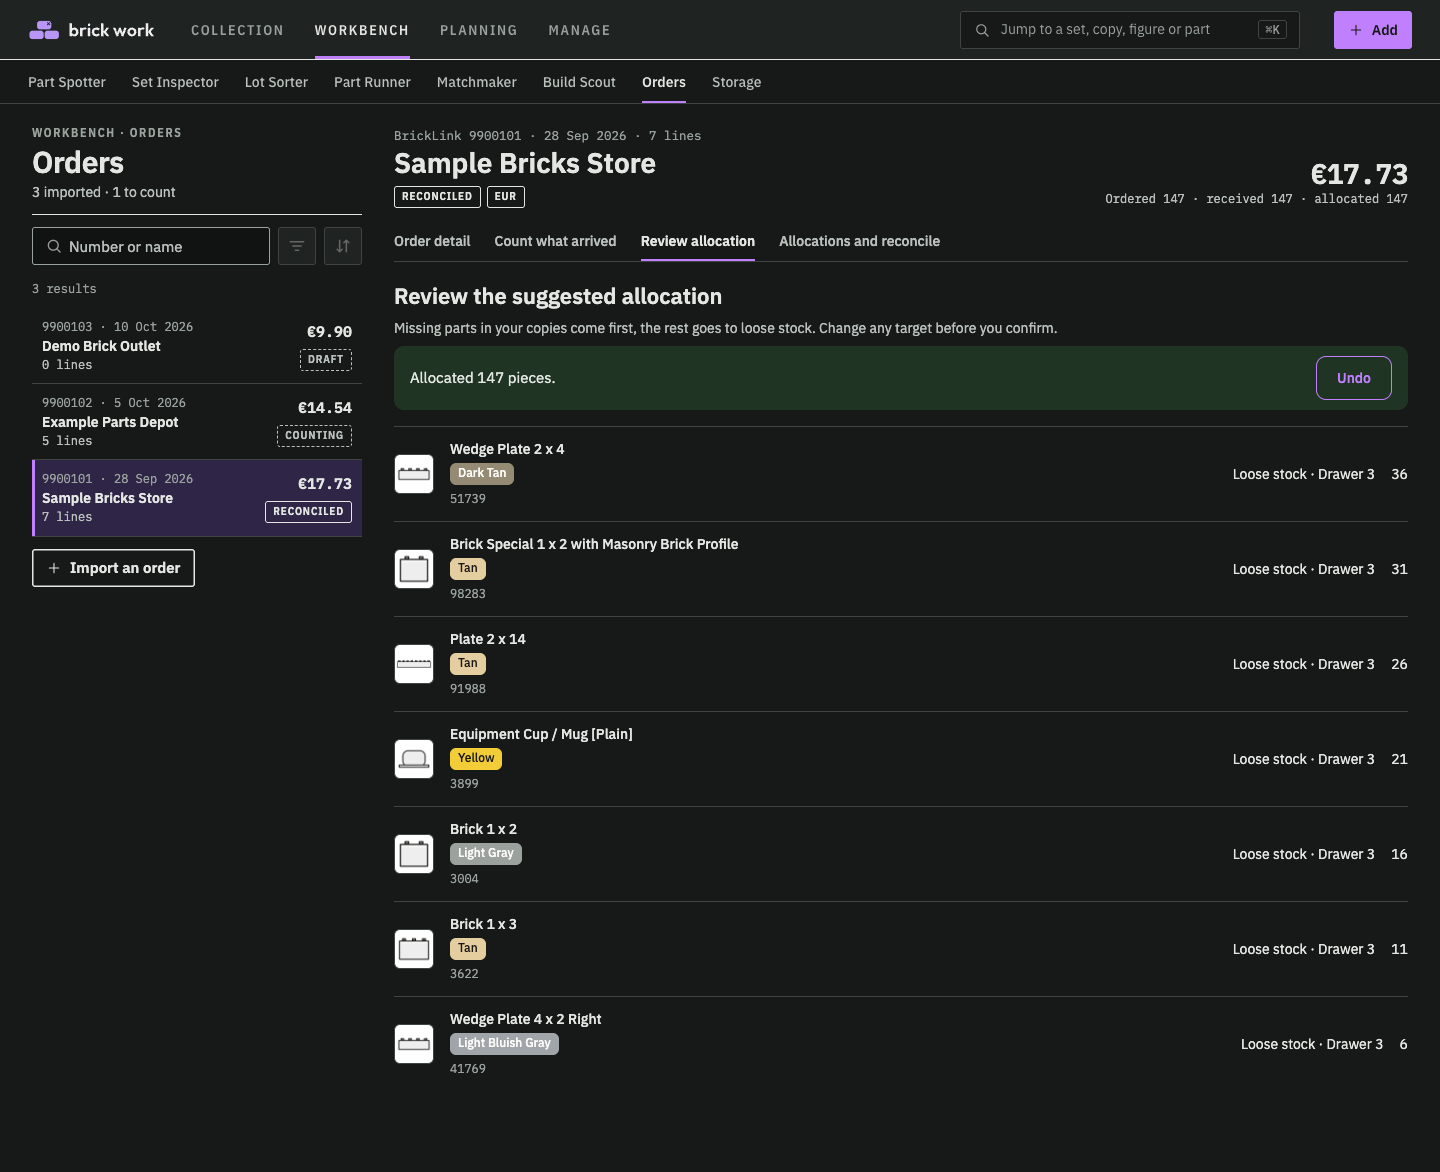 brick work
COLLECTION
WORKBENCH
PLANNING
MANAGE
Jump to a set, copy, figure or part
⌘K
+ Add
Part Spotter
Set Inspector
Lot Sorter
Part Runner
Matchmaker
Build Scout
Orders
Storage
WORKBENCH · ORDERS
Orders
3 imported · 1 to count
Number or name
3 results
9900103 · 10 Oct 2026
€9.90
Demo Brick Outlet
0 lines
DRAFT
9900102 · 5 Oct 2026
€14.54
Example Parts Depot
5 lines
COUNTING
9900101 · 28 Sep 2026
€17.73
Sample Bricks Store
7 lines
RECONCILED
+ Import an order
BrickLink 9900101 · 28 Sep 2026 · 7 lines
Sample Bricks Store
RECONCILED
EUR
€17.73
Ordered 147 · received 147 · allocated 147
Order detail
Count what arrived
Review allocation
Allocations and reconcile
Review the suggested allocation
Missing parts in your copies come first, the rest goes to loose stock. Change any target before you confirm.
Allocated 147 pieces.
Undo
Wedge Plate 2 x 4
Dark Tan
51739
Loose stock · Drawer 3 36
Brick Special 1 x 2 with Masonry Brick Profile
Tan
98283
Loose stock · Drawer 3 31
Plate 2 x 14
Tan
91988
Loose stock · Drawer 3 26
Equipment Cup / Mug [Plain]
Yellow
3899
Loose stock · Drawer 3 21
Brick 1 x 2
Light Gray
3004
Loose stock · Drawer 3 16
Brick 1 x 3
Tan
3622
Loose stock · Drawer 3 11
Wedge Plate 4 x 2 Right
Light Bluish Gray
41769
Loose stock · Drawer 3 6